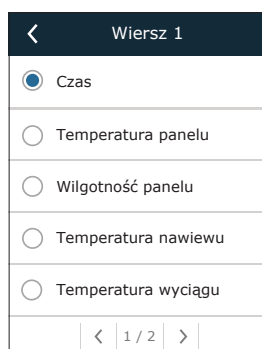 Wiersz 1
Czas
Temperatura panelu
Wilgotność panelu
Temperatura nawiewu
Temperatura wyciągu
1 / 2